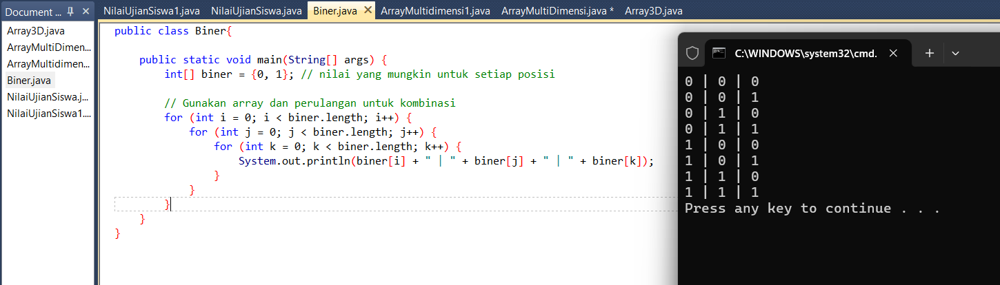 Document ...
Array3D.java
ArrayMultiDimen...
ArrayMultidimen...
Biner.java
NilaiUjianSiswa.j...
NilaiUjianSiswa1....
NilaiUjianSiswa1.java NilaiUjianSiswa.java Biner.java ArrayMultidimensi1.java ArrayMultiDimensi.java * Array3D.java
public class Biner{
    public static void main(String[] args) {
        int[] biner = {0, 1}; // nilai yang mungkin untuk setiap posisi
        // Gunakan array dan perulangan untuk kombinasi
        for (int i = 0; i < biner.length; i++) {
            for (int j = 0; j < biner.length; j++) {
                for (int k = 0; k < biner.length; k++) {
                    System.out.println(biner[i] + " | " + biner[j] + " | " + biner[k]);
                }
            }
        }
    }
}
C:\WINDOWS\system32\cmd.
0 | 0 | 0
0 | 0 | 1
0 | 1 | 0
0 | 1 | 1
1 | 0 | 0
1 | 0 | 1
1 | 1 | 0
1 | 1 | 1
Press any key to continue . . .